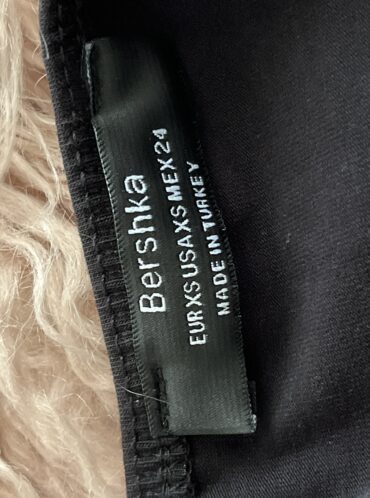 Bershka
EUR XS USA XS MEX 24
MADE IN TURKEY